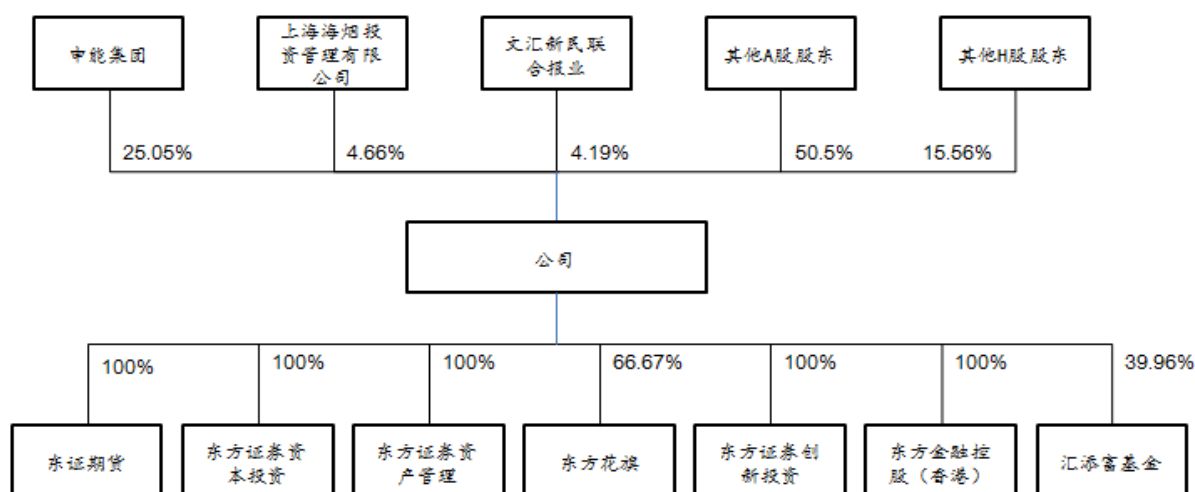 申能集团
上海海烟投
资管理有限
公司
文汇新民联
合报业
其他A股股东
其他H股股东
25.05%
4.66%
4.19%
50.5%
15.56%
公司
100%
100%
100%
66.67%
100%
100%
39.96%
东证期货
东方证券资
本投资
东方证券资
产管理
东方花旗
东方证券创
新投资
东方金融控
股（香港）
汇添富基金